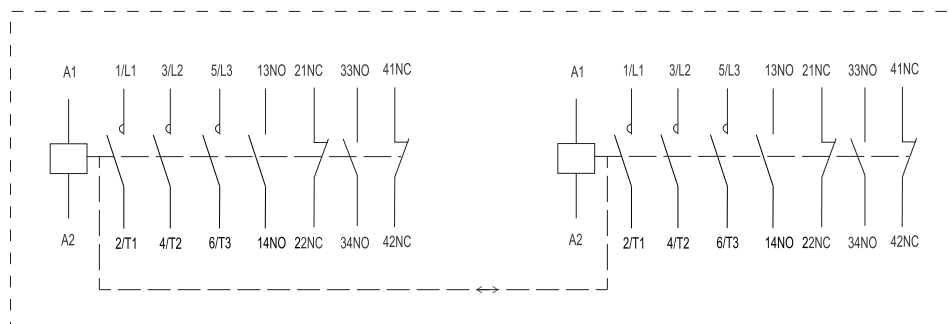 A1 1/L1 3/L2 5/L3 13NO 21NC 33NO 41NC A1 1/L1 3/L2 5/L3 13NO 21NC 33NO 41NC
A2 2/T1 4/T2 6/T3 14NO 22NC 34NO 42NC A2 2/T1 4/T2 6/T3 14NO 22NC 34NO 42NC